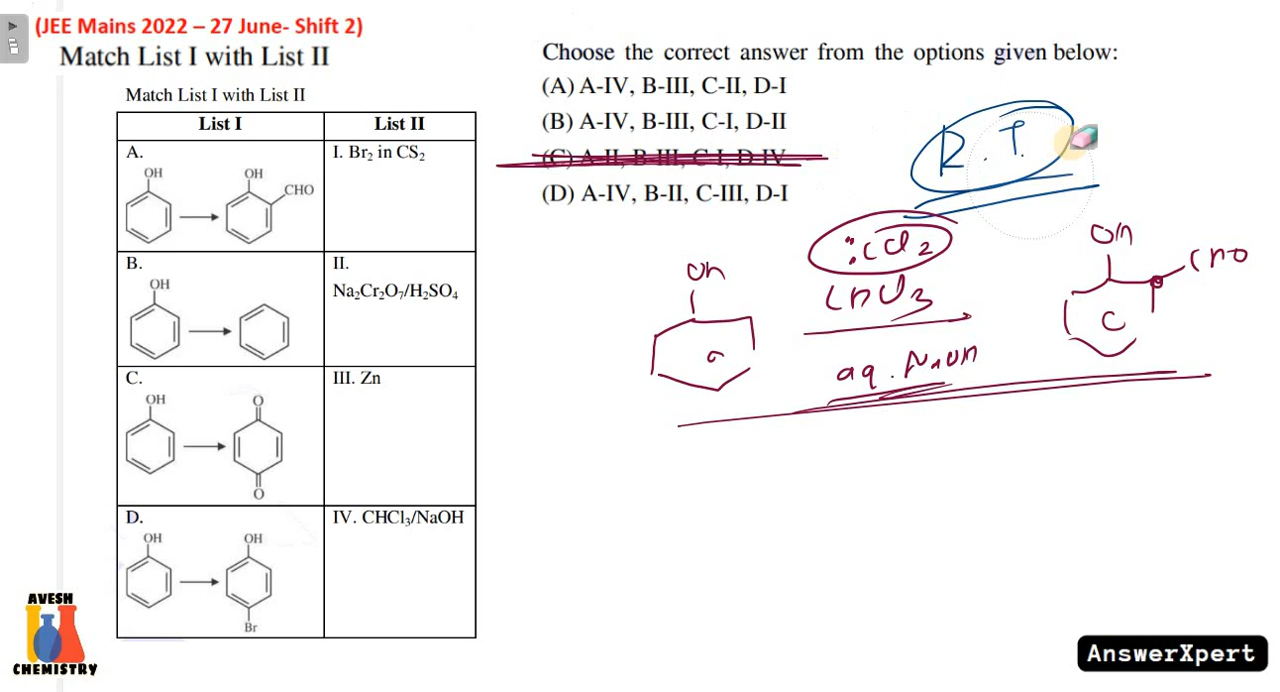 (JEE Mains 2022 – 27 June- Shift 2)
Match List I with List II
Match List I with List II
List I
List II
A.
OH
OH
CHO
I. Br₂ in CS₂
B.
OH
II.
Na₂Cr₂O₇/H₂SO₄
C.
OH
O
O
III. Zn
D.
OH
OH
Br
IV. CHCl₃/NaOH
Choose the correct answer from the options given below:
(A) A-IV, B-III, C-II, D-I
(B) A-IV, B-III, C-I, D-II
(C) A-II, B-III, C-I, D-IV
(D) A-IV, B-II, C-III, D-I
R.T.
:CCl₂
OH
CHCl₃
aq. NaOH
OH
CHO
AVESH
CHEMISTRY
AnswerXpert